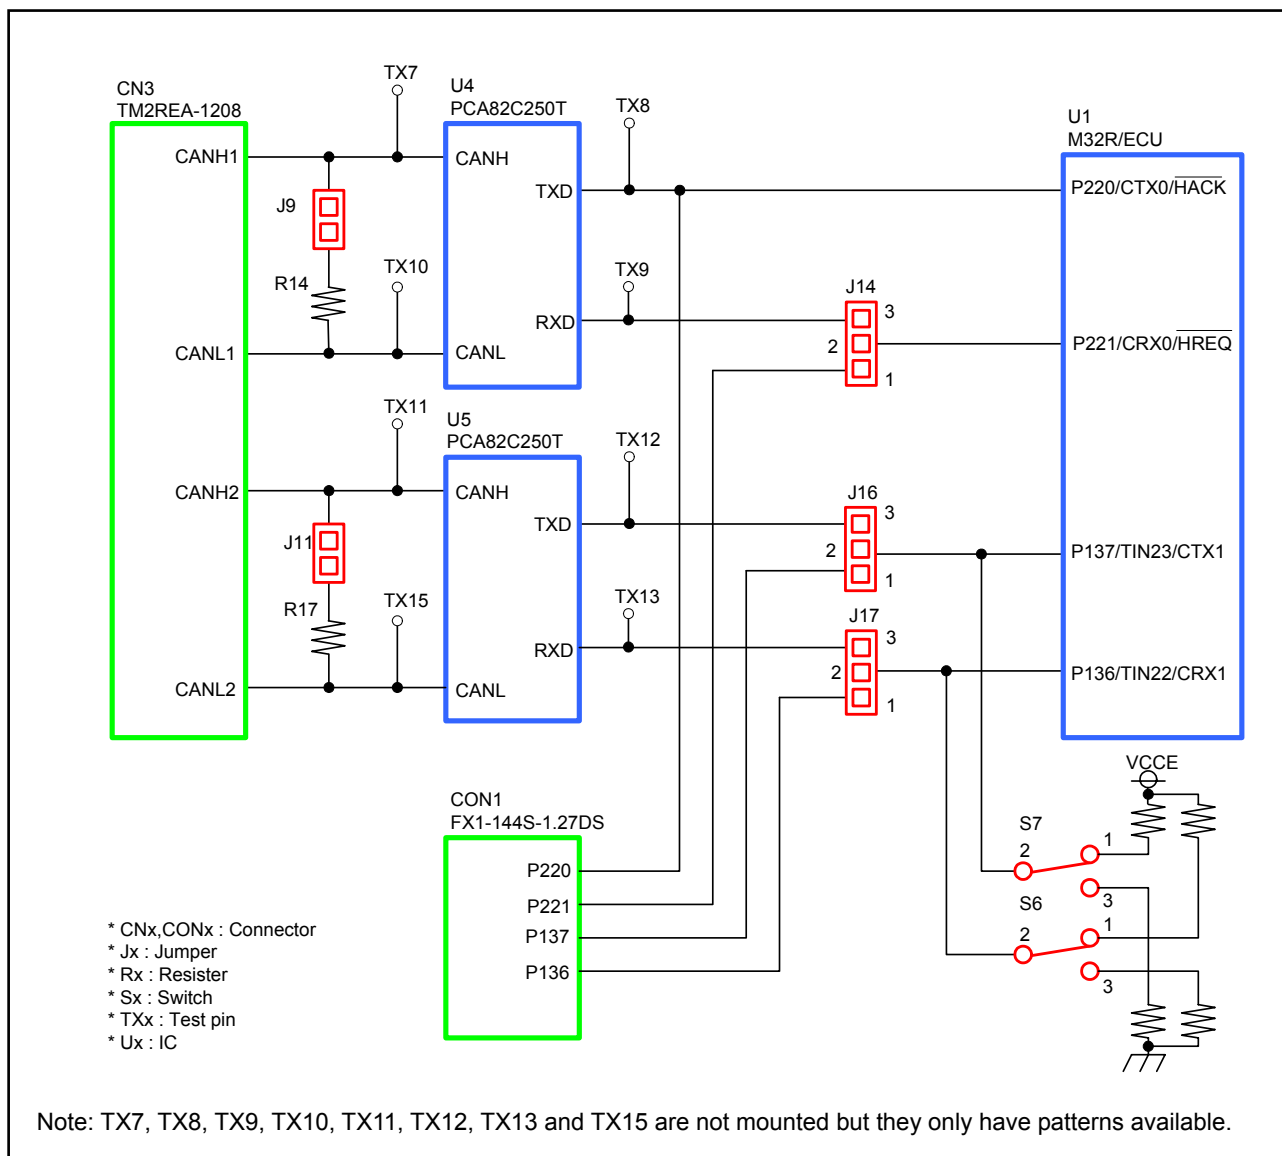 CN3
TM2REA-1208
TX7
U4
PCA82C250T
TX8
U1
M32R/ECU
CANH1
CANH
TXD
P220/CTX0/HACK
J9
R14
TX10
TX9
J14
3
RXD
2
P221/CRX0/HREQ
CANL1
CANL
1
TX11
U5
PCA82C250T
TX12
CANH2
CANH
J16
3
TXD
J11
2
P137/TIN23/CTX1
1
R17
TX15
TX13
J17
3
RXD
2
P136/TIN22/CRX1
CANL2
CANL
1
VCCE
CON1
FX1-144S-1.27DS
S7
1
2
P220
3
P221
S6
1
P137
2
P136
3
* CNx,CONx : Connector
* Jx : Jumper
* Rx : Resister
* Sx : Switch
* TXx : Test pin
* Ux : IC
Note: TX7, TX8, TX9, TX10, TX11, TX12, TX13 and TX15 are not mounted but they only have patterns available.